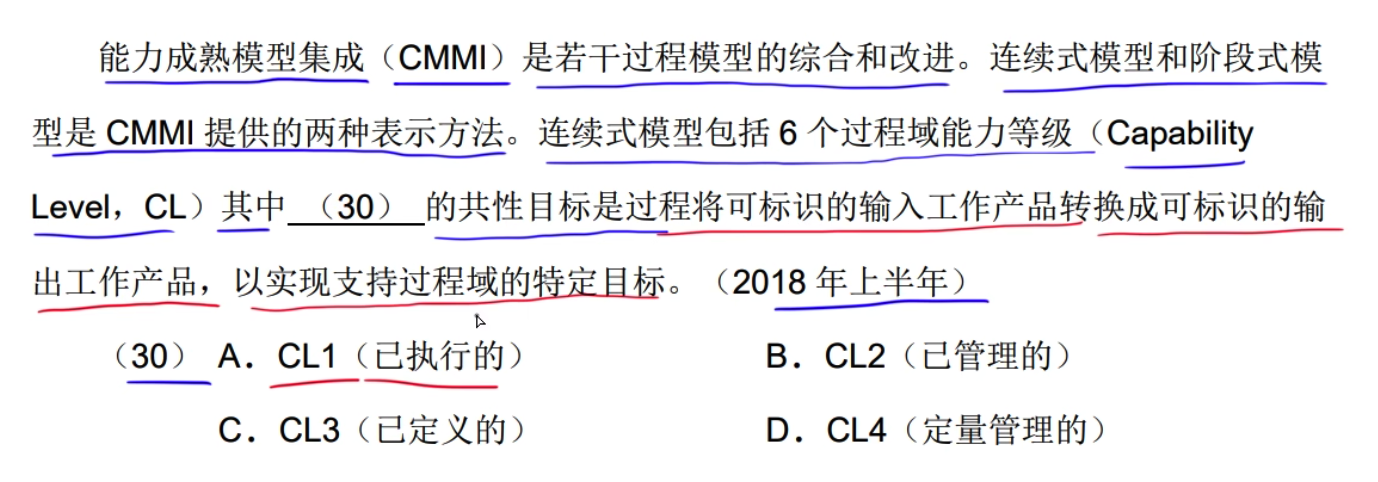 能力成熟模型集成（CMMI）是若干过程模型的综合和改进。连续式模型和阶段式模
型是 CMMI 提供的两种表示方法。连续式模型包括 6 个过程域能力等级（Capability
Level，CL）其中 （30） 的共性目标是过程将可标识的输入工作产品转换成可标识的输
出工作产品，以实现支持过程域的特定目标。（2018 年上半年）
（30） A．CL1（已执行的） B．CL2（已管理的）
C．CL3（已定义的） D．CL4（定量管理的）